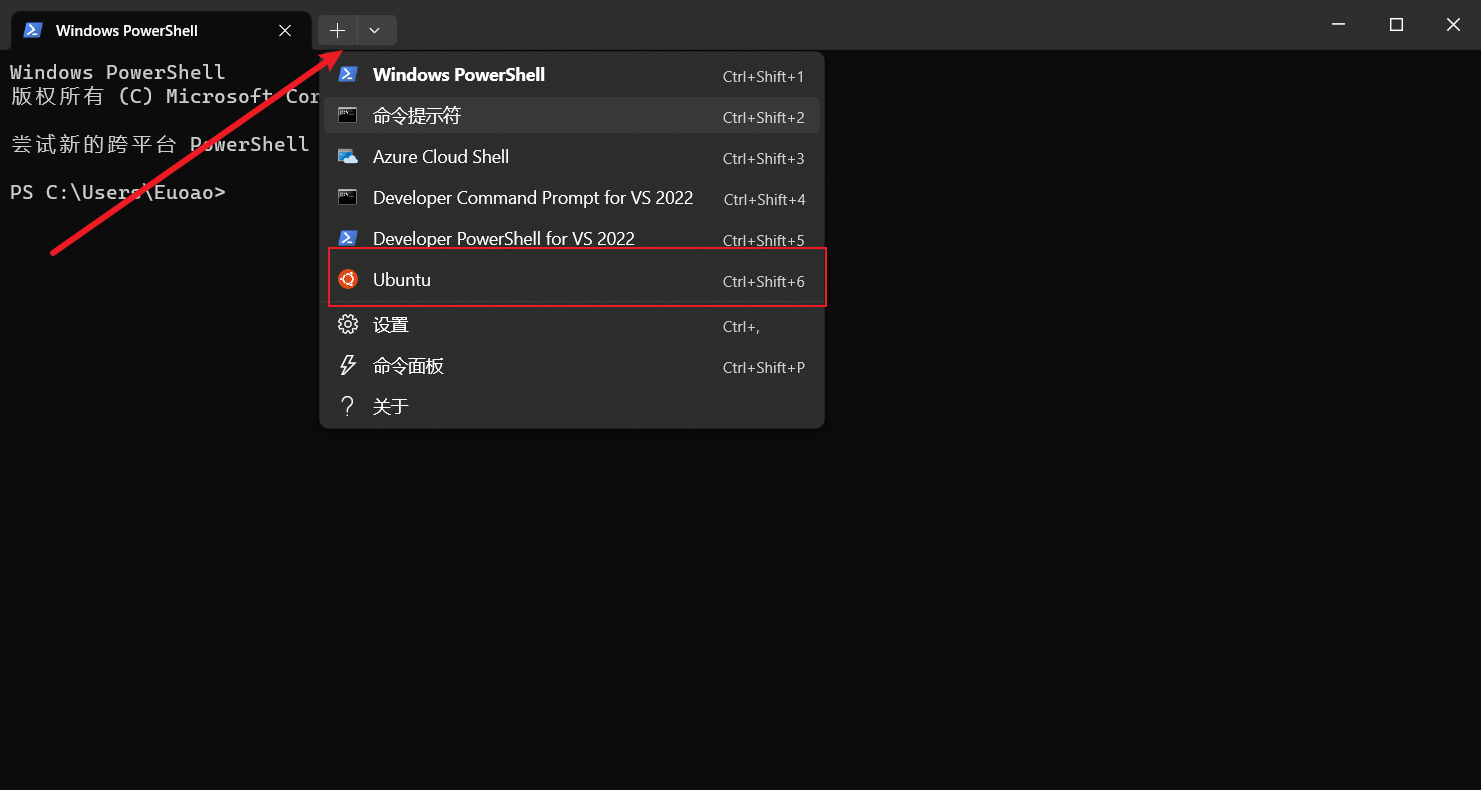 Windows PowerShell
Windows PowerShell
版权所有 (C) Microsoft Cor
尝试新的跨平台 PowerShell
PS C:\Users\Euoao>
Windows PowerShell Ctrl+Shift+1
命令提示符 Ctrl+Shift+2
Azure Cloud Shell Ctrl+Shift+3
Developer Command Prompt for VS 2022 Ctrl+Shift+4
Developer PowerShell for VS 2022 Ctrl+Shift+5
Ubuntu Ctrl+Shift+6
设置 Ctrl+,
命令面板 Ctrl+Shift+P
关于